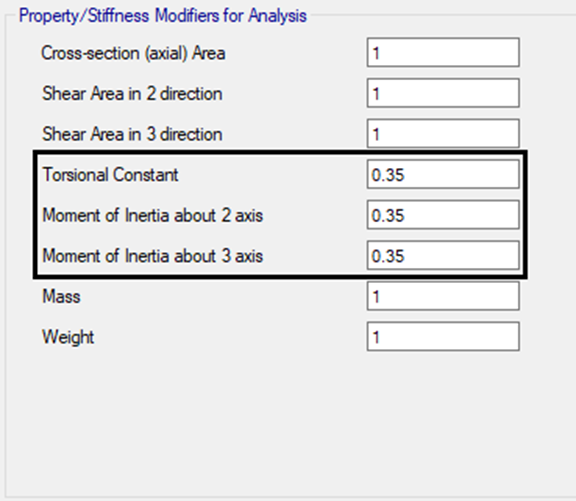 Property/Stiffness Modifiers for Analysis
Cross-section (axial) Area 1
Shear Area in 2 direction 1
Shear Area in 3 direction 1
Torsional Constant 0.35
Moment of Inertia about 2 axis 0.35
Moment of Inertia about 3 axis 0.35
Mass 1
Weight 1